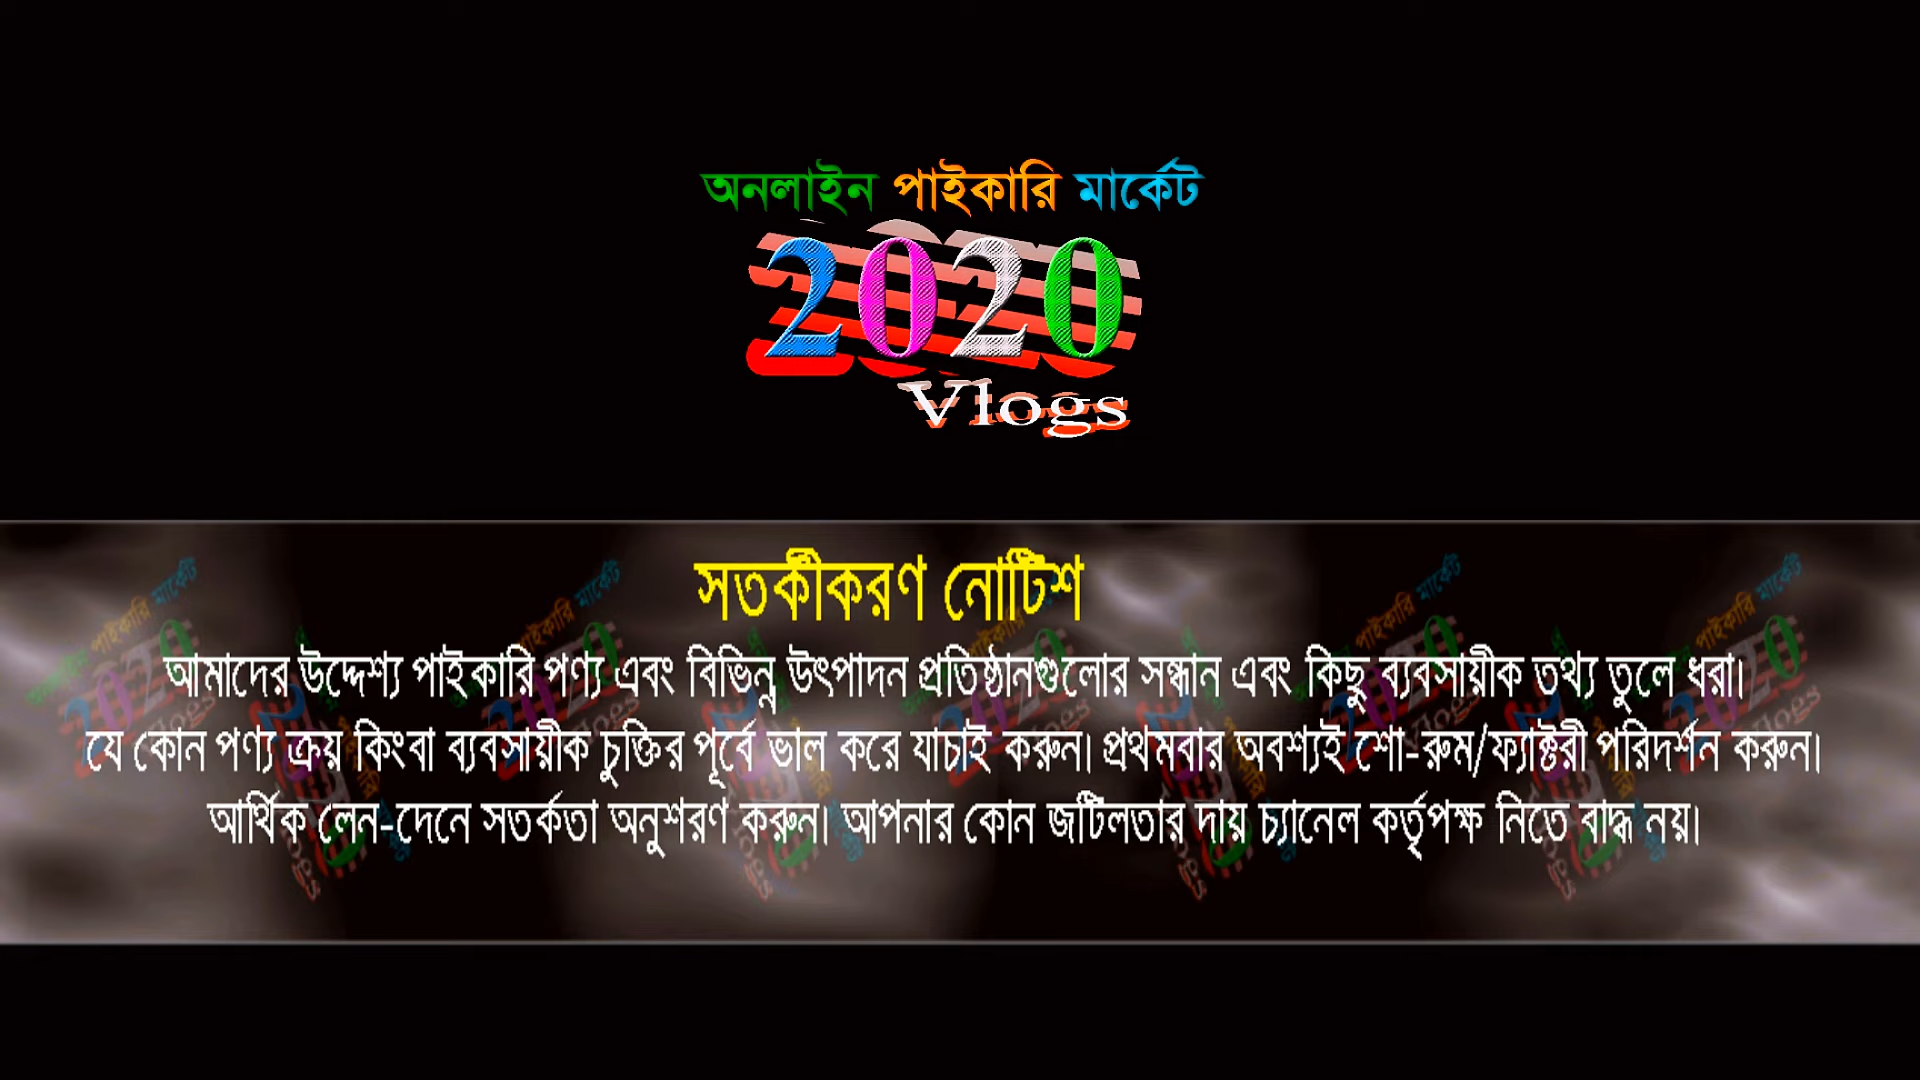 অনলাইন পাইকারি মার্কেট
2020
Vlogs
সতর্কীকরণ নোটিশ
আমাদের উদ্দেশ্য পাইকারি পণ্য এবং বিভিন্ন উৎপাদন প্রতিষ্ঠানগুলোর সন্ধান এবং কিছু ব্যবসায়ীক তথ্য তুলে ধরা।
যে কোন পণ্য ক্রয় কিংবা ব্যবসায়ীক চুক্তির পূর্বে ভাল করে যাচাই করুন। প্রথমবার অবশ্যই শো-রুম/ফ্যাক্টরী পরিদর্শন করুন।
আর্থিক লেন-দেনে সতর্কতা অনুশরণ করুন। আপনার কোন জটিলতার দায় চ্যানেল কর্তৃপক্ষ নিতে বাদ্ধ নয়।